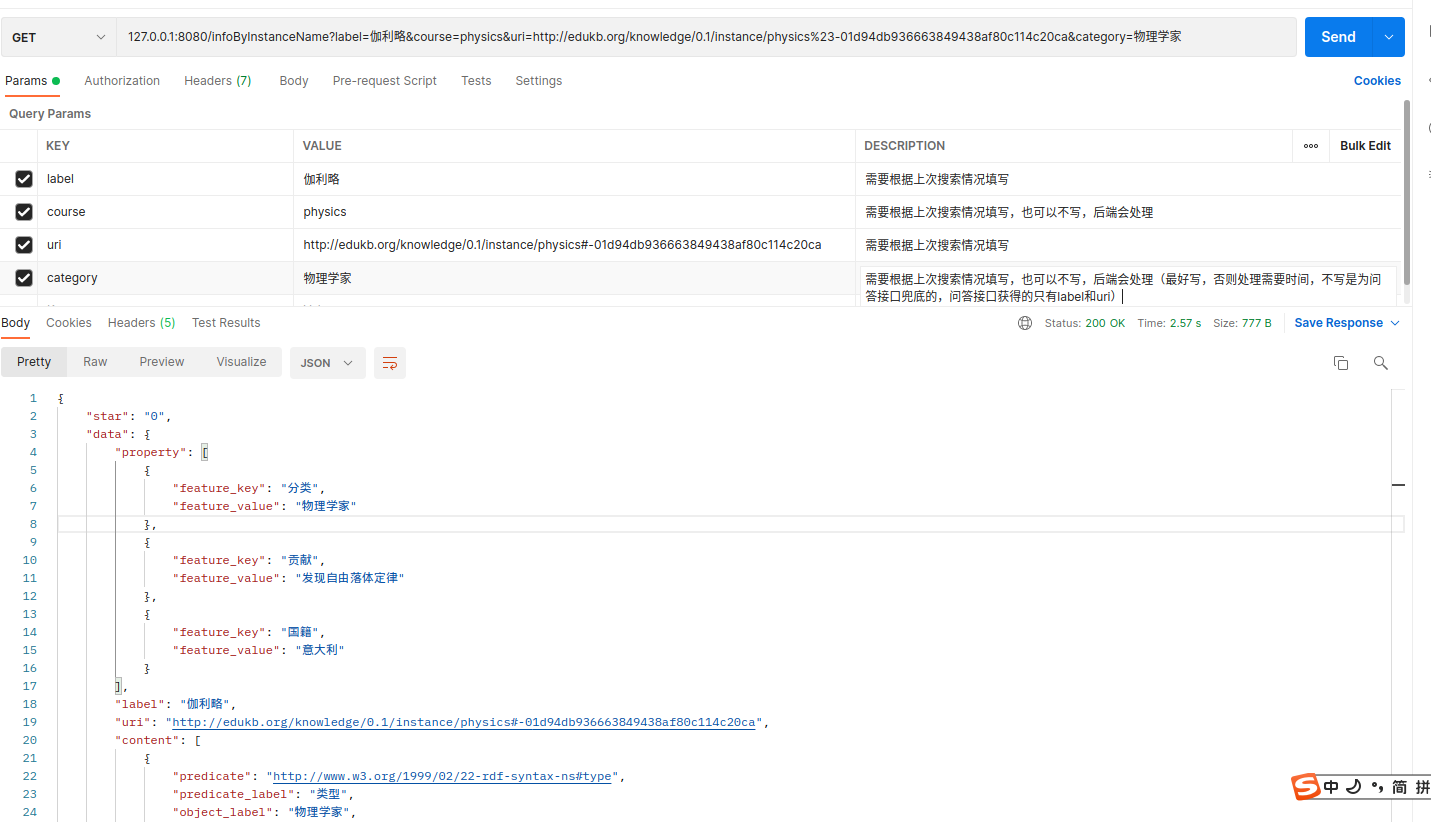 GET 127.0.0.1:8080/infoByInstanceName?label=伽利略&course=physics&uri=http://edukb.org/knowledge/0.1/instance/physics%23-01d94db936663849438af80c114c20ca&category=物理学家 Send
Params Authorization Headers (7) Body Pre-request Script Tests Settings Cookies
Query Params
KEY VALUE DESCRIPTION ooo Bulk Edit
label 伽利略 需要根据上次搜索情况填写
course physics 需要根据上次搜索情况填写，也可以不写，后端会处理
uri http://edukb.org/knowledge/0.1/instance/physics#-01d94db936663849438af80c114c20ca 需要根据上次搜索情况填写
category 物理学家 需要根据上次搜索情况填写，也可以不写，后端会处理（最好写，否则处理需要时间，不写是为问
答接口兜底的，问答接口获得的只有label和uri）
Body Cookies Headers (5) Test Results Status: 200 OK Time: 2.57 s Size: 777 B Save Response
Pretty Raw Preview Visualize JSON
1 {
2 "star": "0",
3 "data": {
4 "property": [
5 {
6 "feature_key": "分类",
7 "feature_value": "物理学家"
8 },
9 {
10 "feature_key": "贡献",
11 "feature_value": "发现自由落体定律"
12 },
13 {
14 "feature_key": "国籍",
15 "feature_value": "意大利"
16 }
17 ],
18 "label": "伽利略",
19 "uri": "http://edukb.org/knowledge/0.1/instance/physics#-01d94db936663849438af80c114c20ca",
20 "content": [
21 {
22 "predicate": "http://www.w3.org/1999/02/22-rdf-syntax-ns#type",
23 "predicate_label": "类型",
24 "object_label": "物理学家",
S 中 简 拼